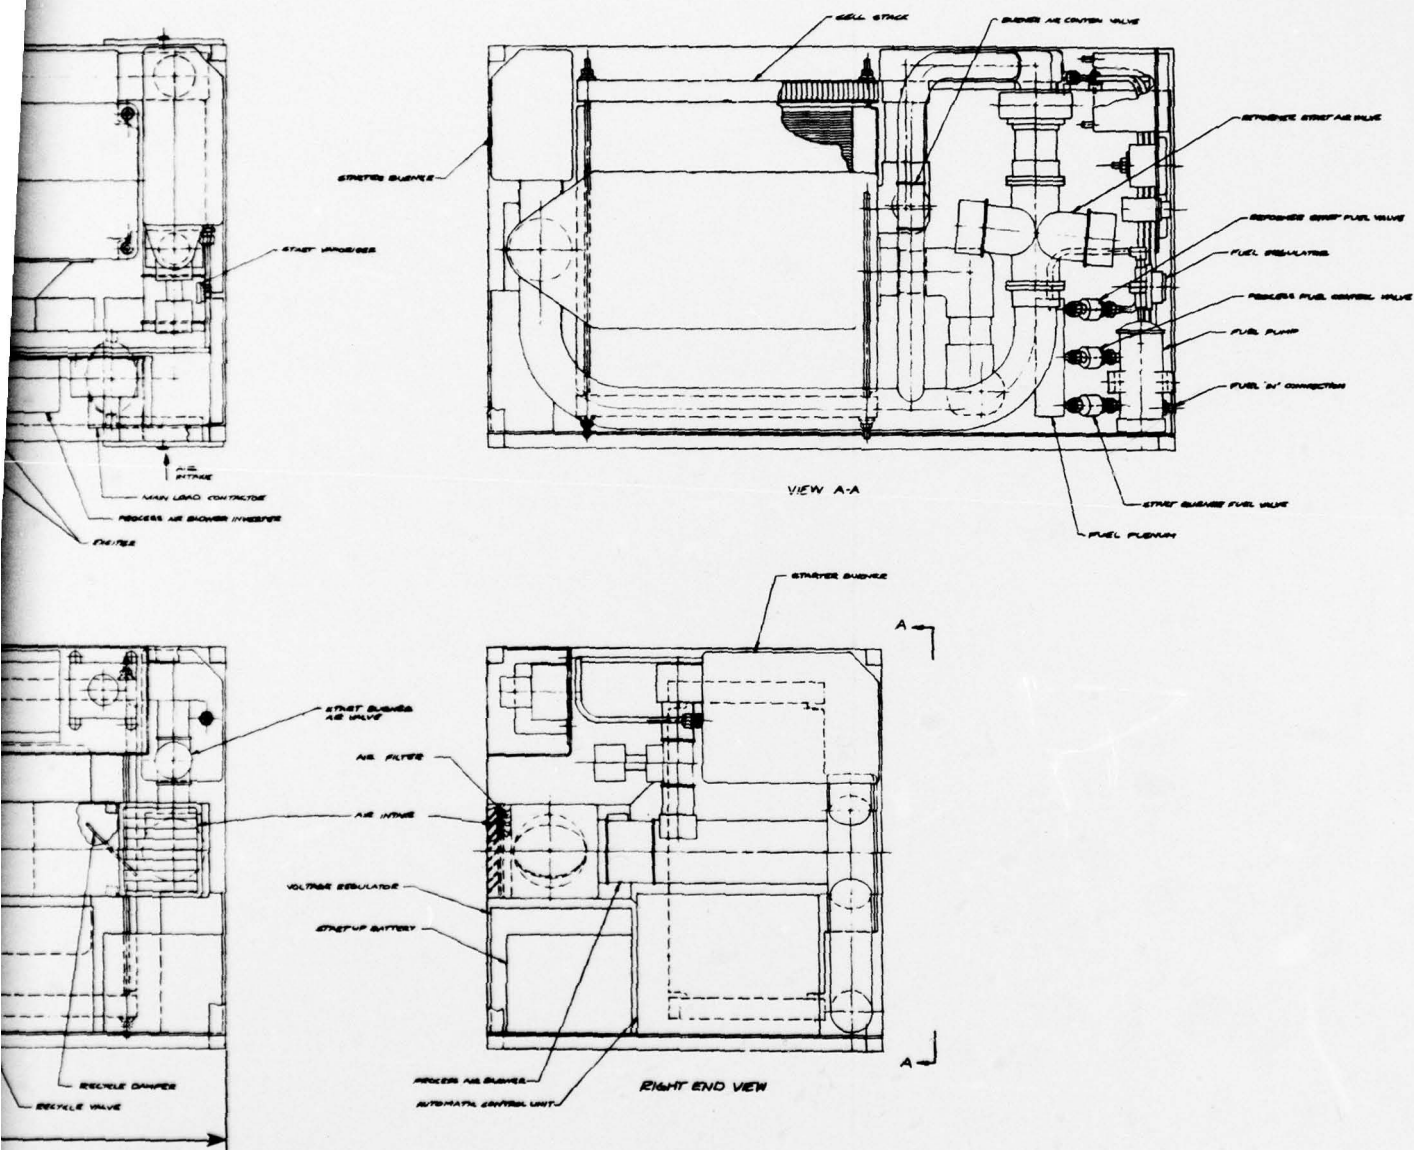 CELL STACK
BURNER AIR CONTROL VALVE
REFORMER START AIR VALVE
STARTER BURNER
REFORMER START FUEL VALVE
START VAPORISER
FUEL REGULATOR
PROCESS FUEL CONTROL VALVE
FUEL PUMP
FUEL "IN" CONNECTION
AIR
INTAKE
MAIN LOAD CONTACTOR
VIEW A-A
START BURNER FUEL VALVE
PROCESS AIR BLOWER INVERTER
FUEL PLENUM
EXCITER
STARTER BURNER
A
START BURNER
AIR VALVE
AIR FILTER
AIR INTAKE
VOLTAGE REGULATOR
START UP BATTERY
A
PROCESS AIR BLOWER
RIGHT END VIEW
RECYCLE DAMPER
AUTOMATIC CONTROL UNIT
RECYCLE VALVE